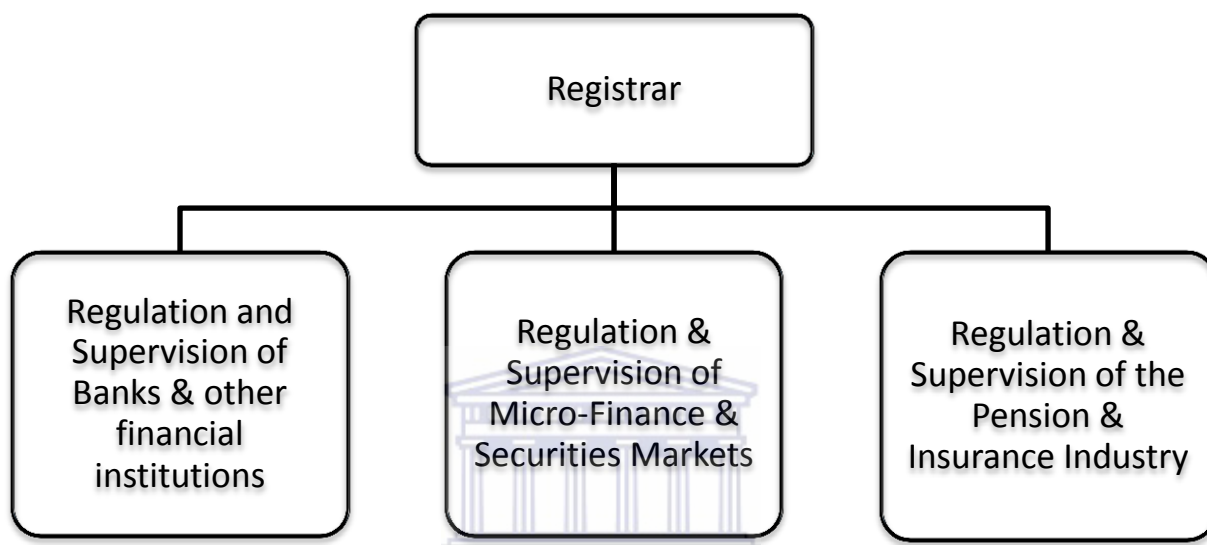 Registrar
Regulation and
Supervision of
Banks & other
financial
institutions
Regulation &
Supervision of
Micro-Finance &
Securities Markets
Regulation &
Supervision of the
Pension &
Insurance Industry